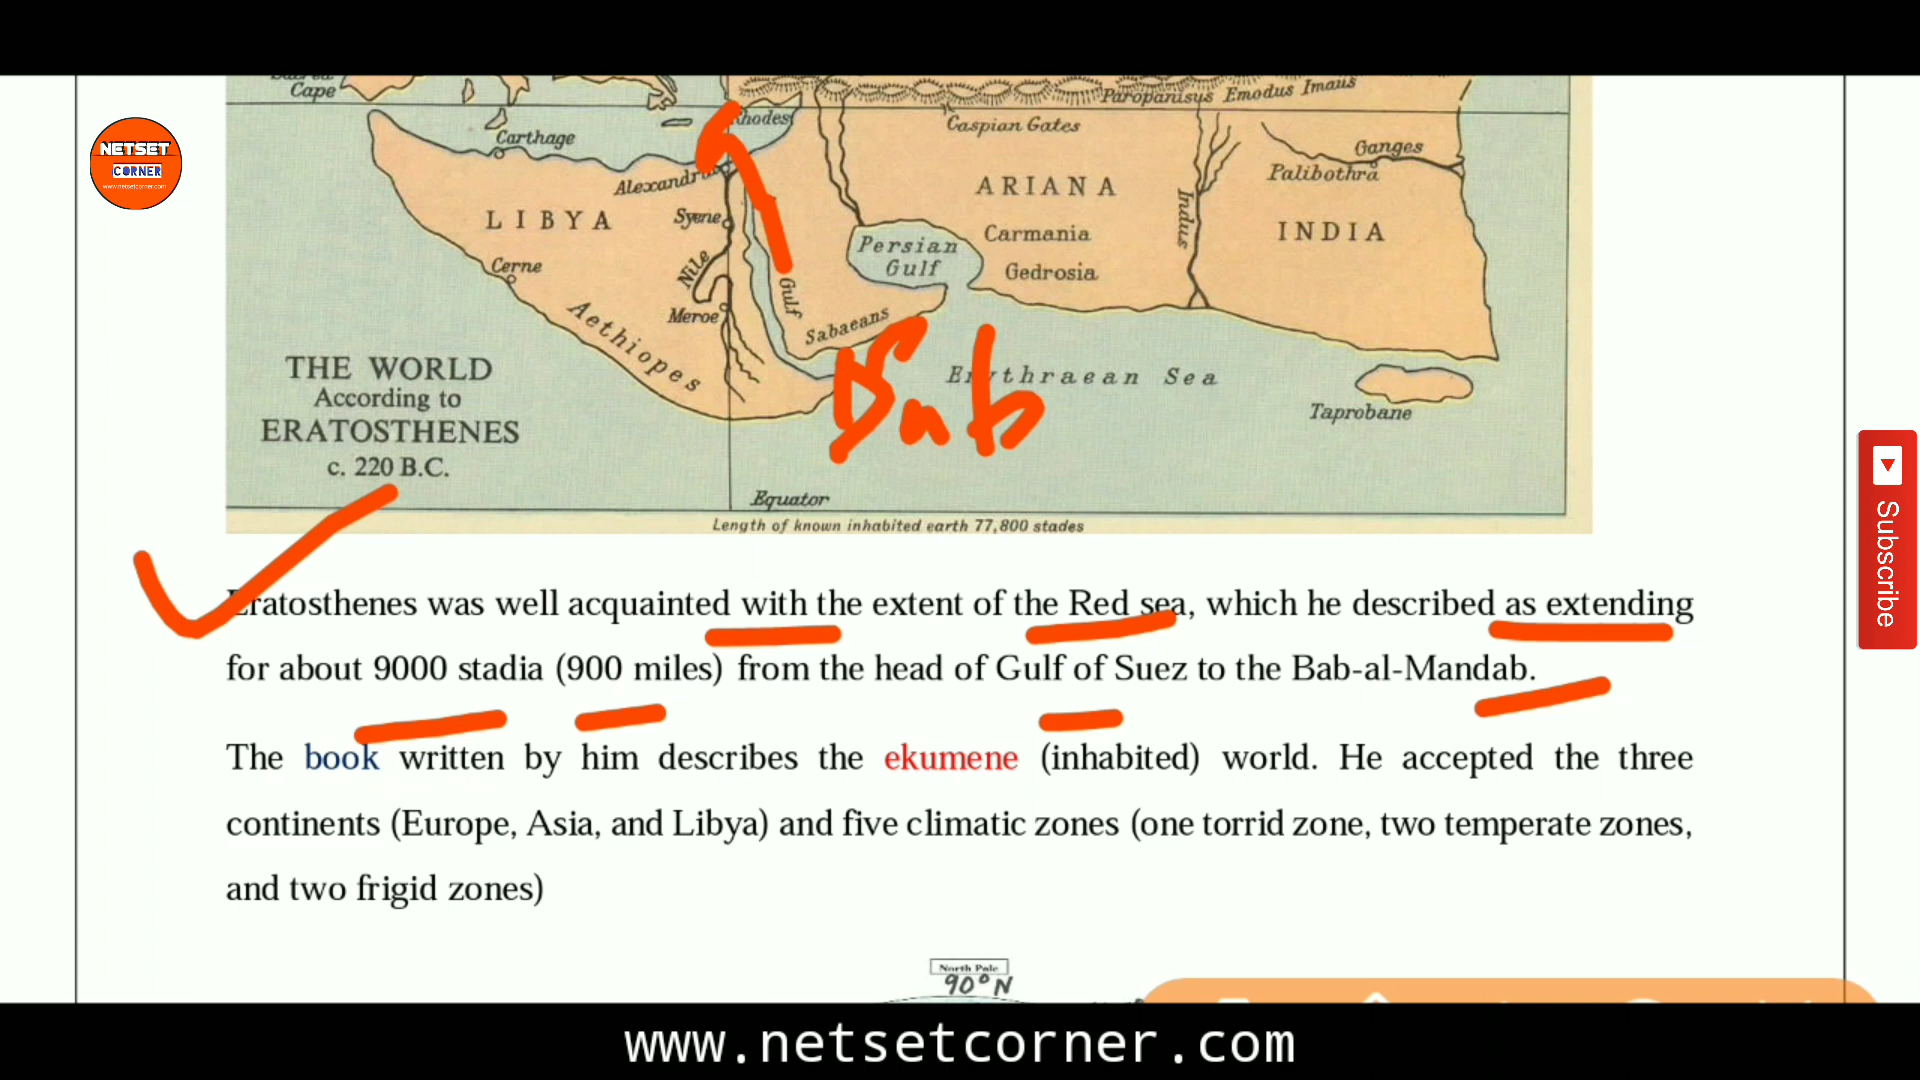 Cape
Paropanisus Emodus Imaus
Rhodes
Carthage
Caspian Gates
Ganges
Alexandria
ARIANA
Palibothra
LIBYA
Syene
Indus
INDIA
Persian
Gulf
Carmania
Cerne
Nile
Gedrosia
Gulf
Meroe
Sabaeans
Aethiopes
Bab
Erythraean Sea
Taprobane
THE WORLD
According to
ERATOSTHENES
c. 220 B.C.
Equator
Length of known inhabited earth 77,800 stades
NETSET
CORNER
www.netsetcorner.com
Subscribe
Eratosthenes was well acquainted with the extent of the Red sea, which he described as extending
for about 9000 stadia (900 miles) from the head of Gulf of Suez to the Bab-al-Mandab.
The book written by him describes the ekumene (inhabited) world. He accepted the three
continents (Europe, Asia, and Libya) and five climatic zones (one torrid zone, two temperate zones,
and two frigid zones)
North Pole
90° N
www.netsetcorner.com